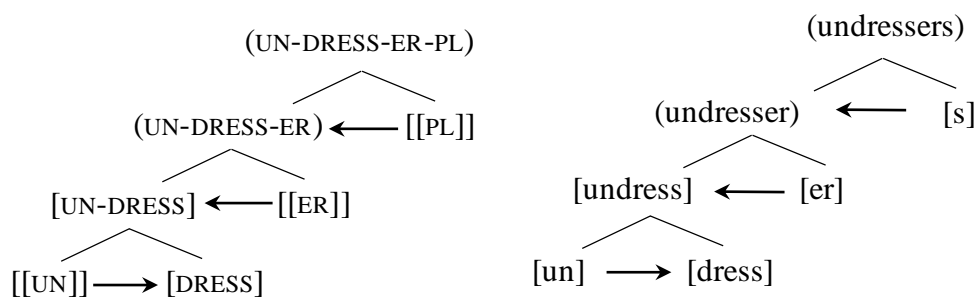 (UN-DRESS-ER-PL)
(UN-DRESS-ER) [[PL]]
[UN-DRESS] [[ER]]
[[UN]] [DRESS]
(undressers)
(undresser) [s]
[undress] [er]
[un] [dress]